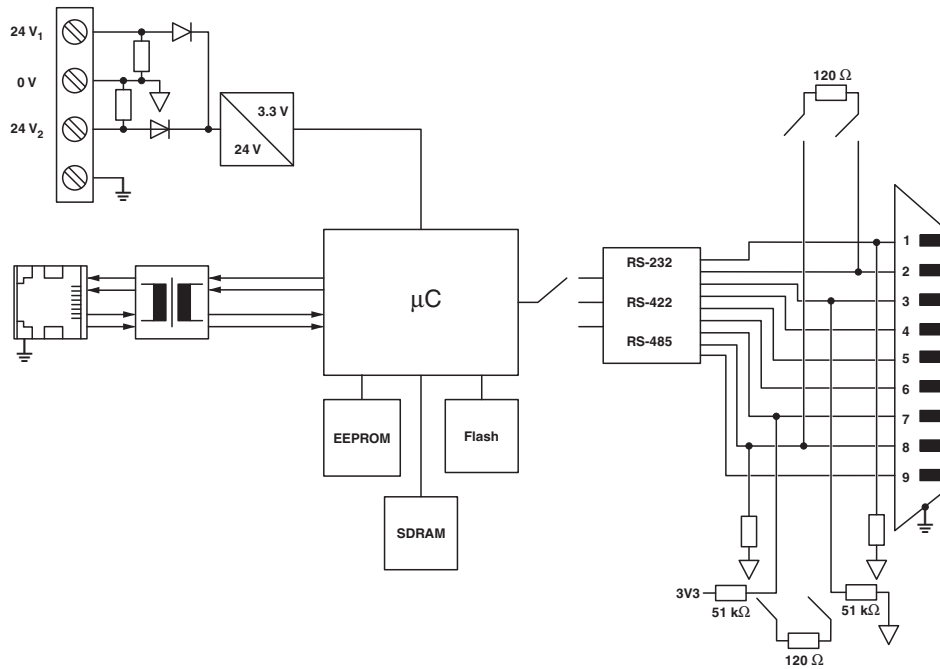 24 V1
0 V
24 V2
3.3 V
24 V
120 Ω
µC
RS-232
RS-422
RS-485
1
2
3
4
5
6
7
8
9
EEPROM
Flash
SDRAM
3V3
51 kΩ
51 kΩ
120 Ω